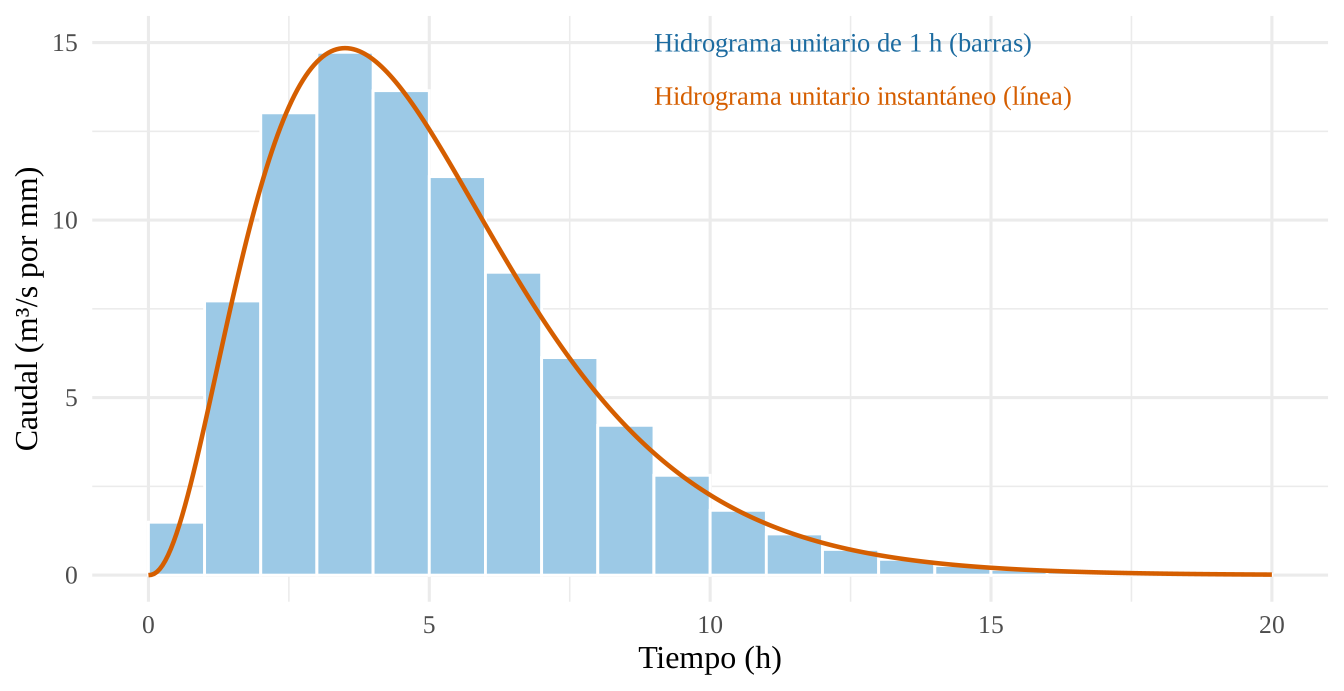 Hidrograma unitario de 1 h (barras)
Hidrograma unitario instantáneo (línea)
Caudal (m³/s por mm)
15
10
5
0
0 5 10 15 20
Tiempo (h)